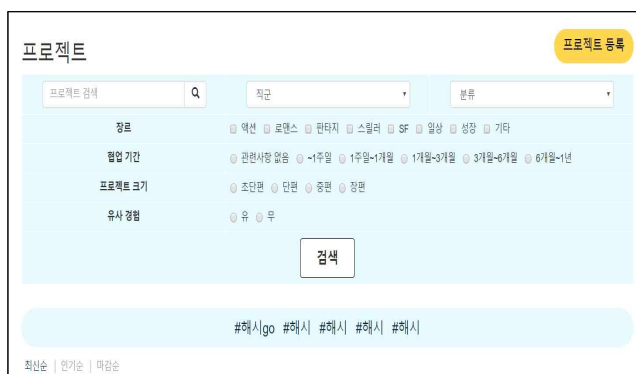 프로젝트
프로젝트 등록
프로젝트 검색 직군 분류
장르 액션 로맨스 판타지 스릴러 SF 일상 성장 기타
협업 기간 관련사항 없음 ~1주일 1주일~1개월 1개월~3개월 3개월~6개월 6개월~1년
프로젝트 크기 초단편 단편 중편 장편
유사 경험 유 무
검색
#해시go #해시 #해시 #해시 #해시
최신순 | 인기순 | 마감순